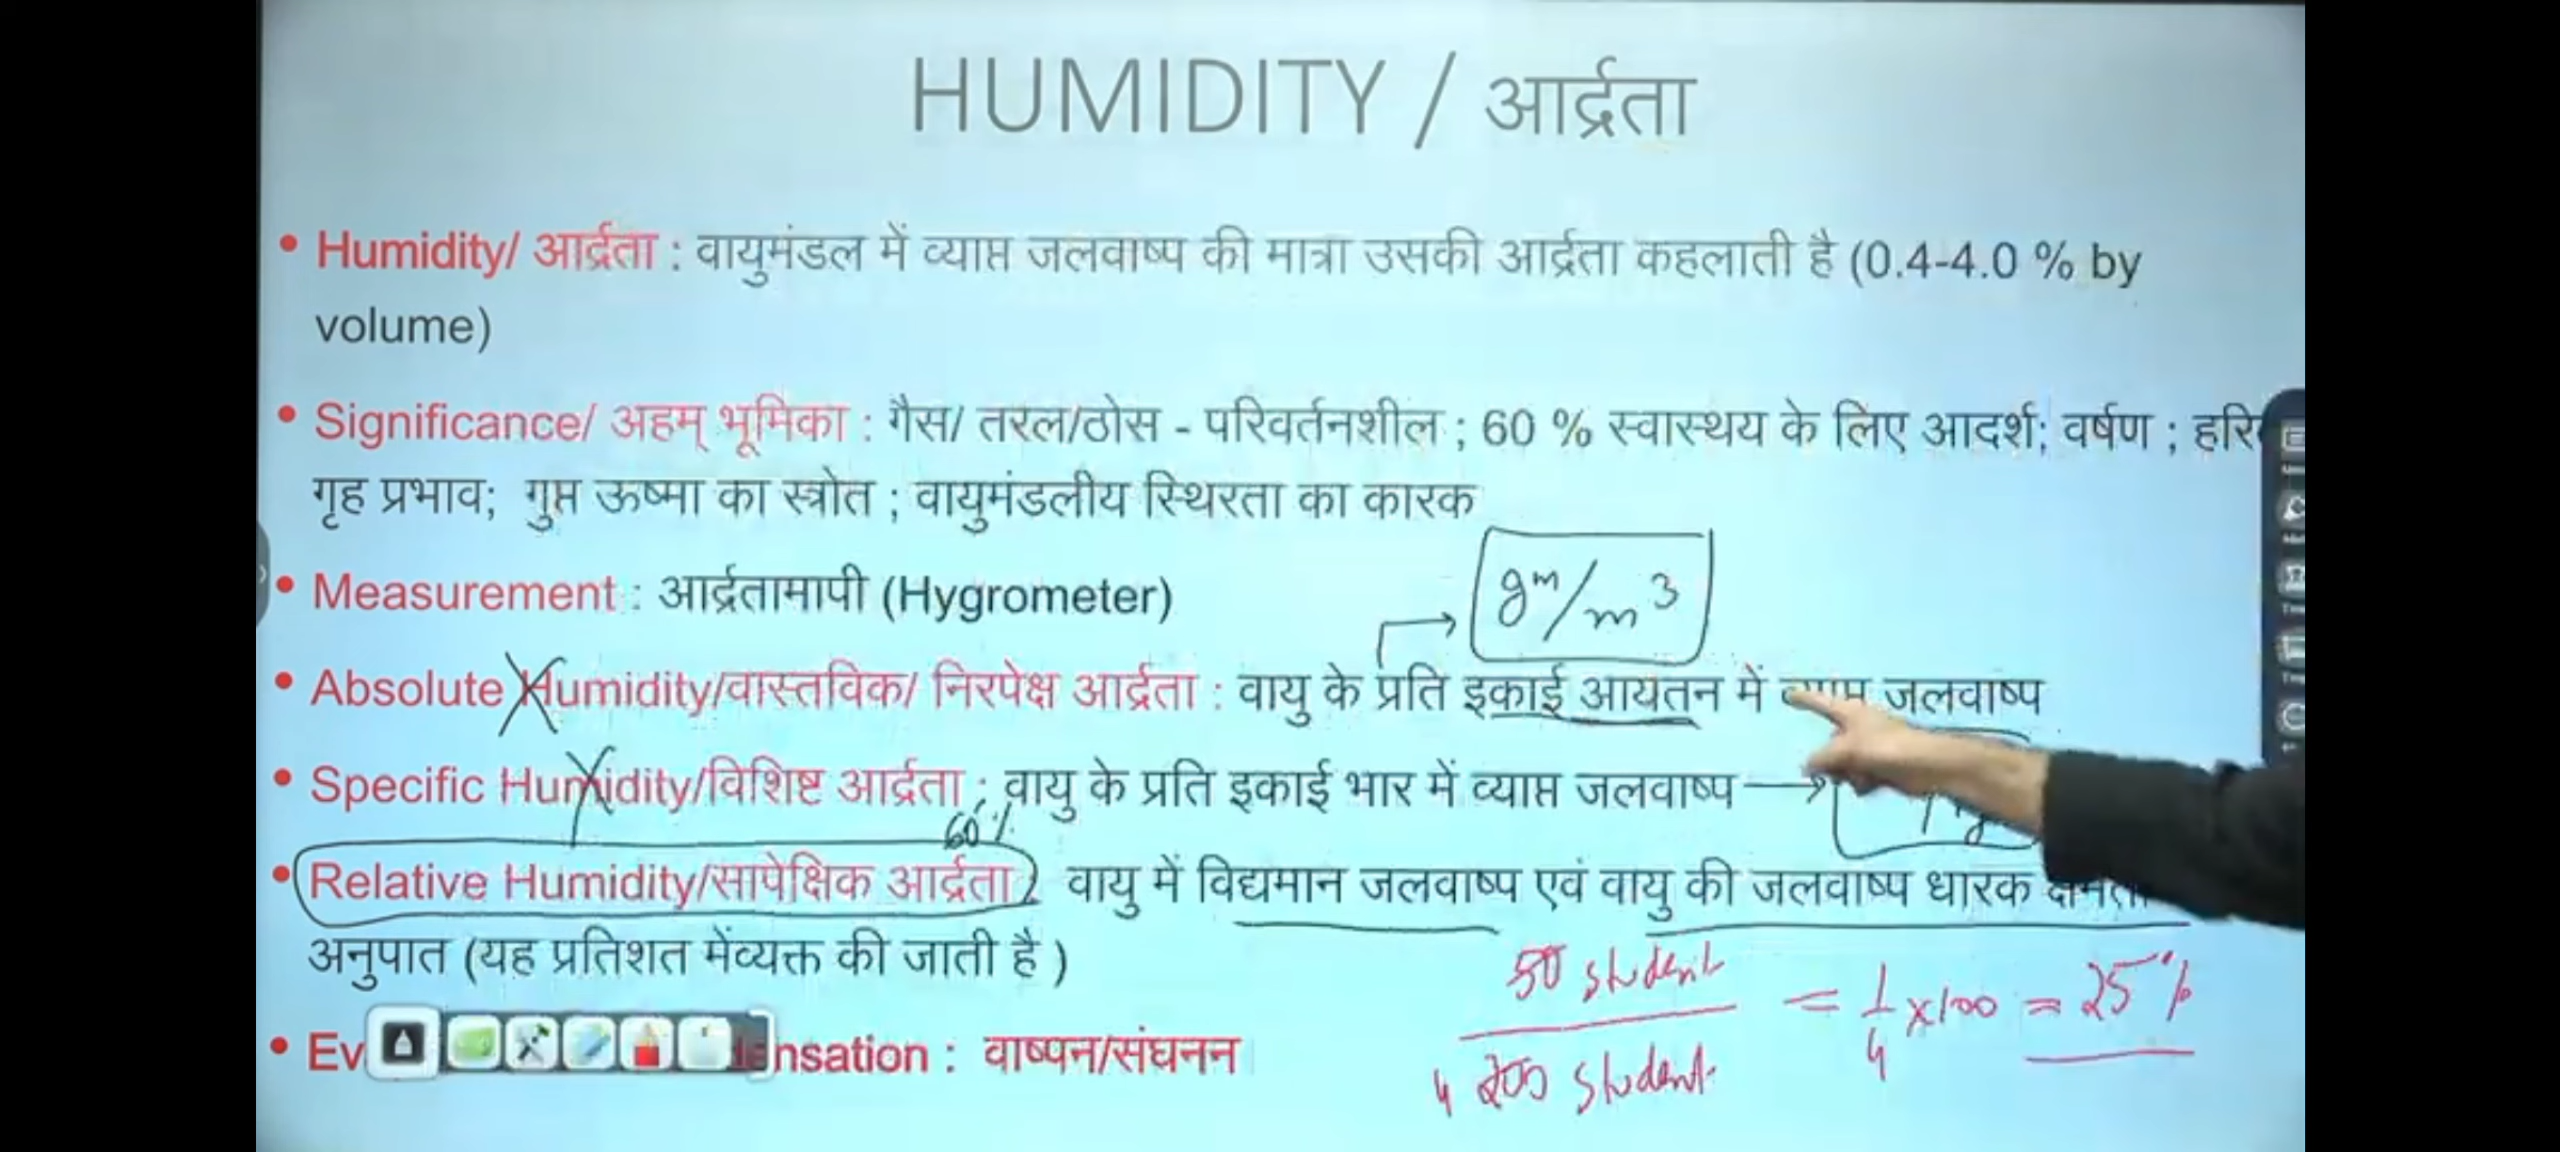 HUMIDITY / आर्द्रता
• Humidity/ आर्द्रता : वायुमंडल में व्याप्त जलवाष्प की मात्रा उसकी आर्द्रता कहलाती है (0.4-4.0 % by
volume)
• Significance/ अहम् भूमिका : गैस/ तरल/ठोस - परिवर्तनशील ; 60 % स्वास्थय के लिए आदर्श; वर्षण ; हरि
गृह प्रभाव; गुप्त ऊष्मा का स्त्रोत ; वायुमंडलीय स्थिरता का कारक
gm/m³
• Measurement : आर्द्रतामापी (Hygrometer)
• Absolute Humidity/वास्तविक/ निरपेक्ष आर्द्रता : वायु के प्रति इकाई आयतन में जलवाष्प
• Specific Humidity/विशिष्ट आर्द्रता ; वायु के प्रति इकाई भार में व्याप्त जलवाष्प
60%
• Relative Humidity/सापेक्षिक आर्द्रता वायु में विद्यमान जलवाष्प एवं वायु की जलवाष्प धारक
अनुपात (यह प्रतिशत मेंव्यक्त की जाती है )
50 student
= 1/4 x100 = 25%
4 200 student
• Ev nsation : वाष्पन/संघनन